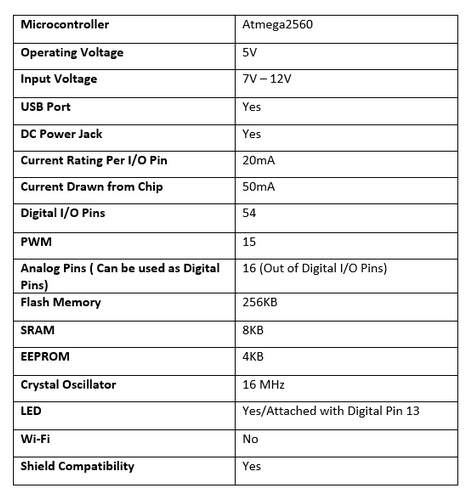 Microcontroller Atmega2560
Operating Voltage 5V
Input Voltage 7V – 12V
USB Port Yes
DC Power Jack Yes
Current Rating Per I/O Pin 20mA
Current Drawn from Chip 50mA
Digital I/O Pins 54
PWM 15
Analog Pins ( Can be used as Digital 16 (Out of Digital I/O Pins)
Pins)
Flash Memory 256KB
SRAM 8KB
EEPROM 4KB
Crystal Oscillator 16 MHz
LED Yes/Attached with Digital Pin 13
Wi-Fi No
Shield Compatibility Yes